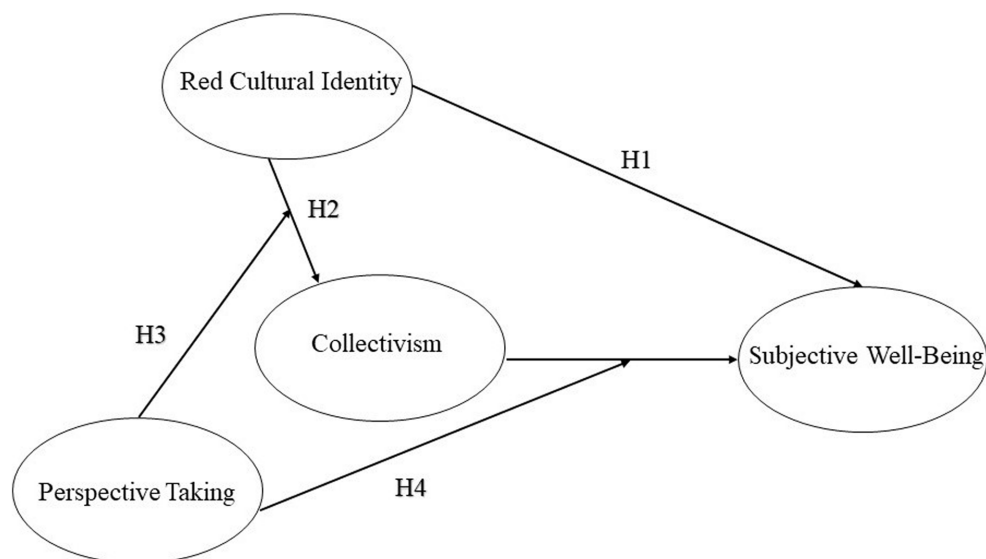 Red Cultural Identity
H1
H2
H3
Collectivism
Subjective Well-Being
H4
Perspective Taking